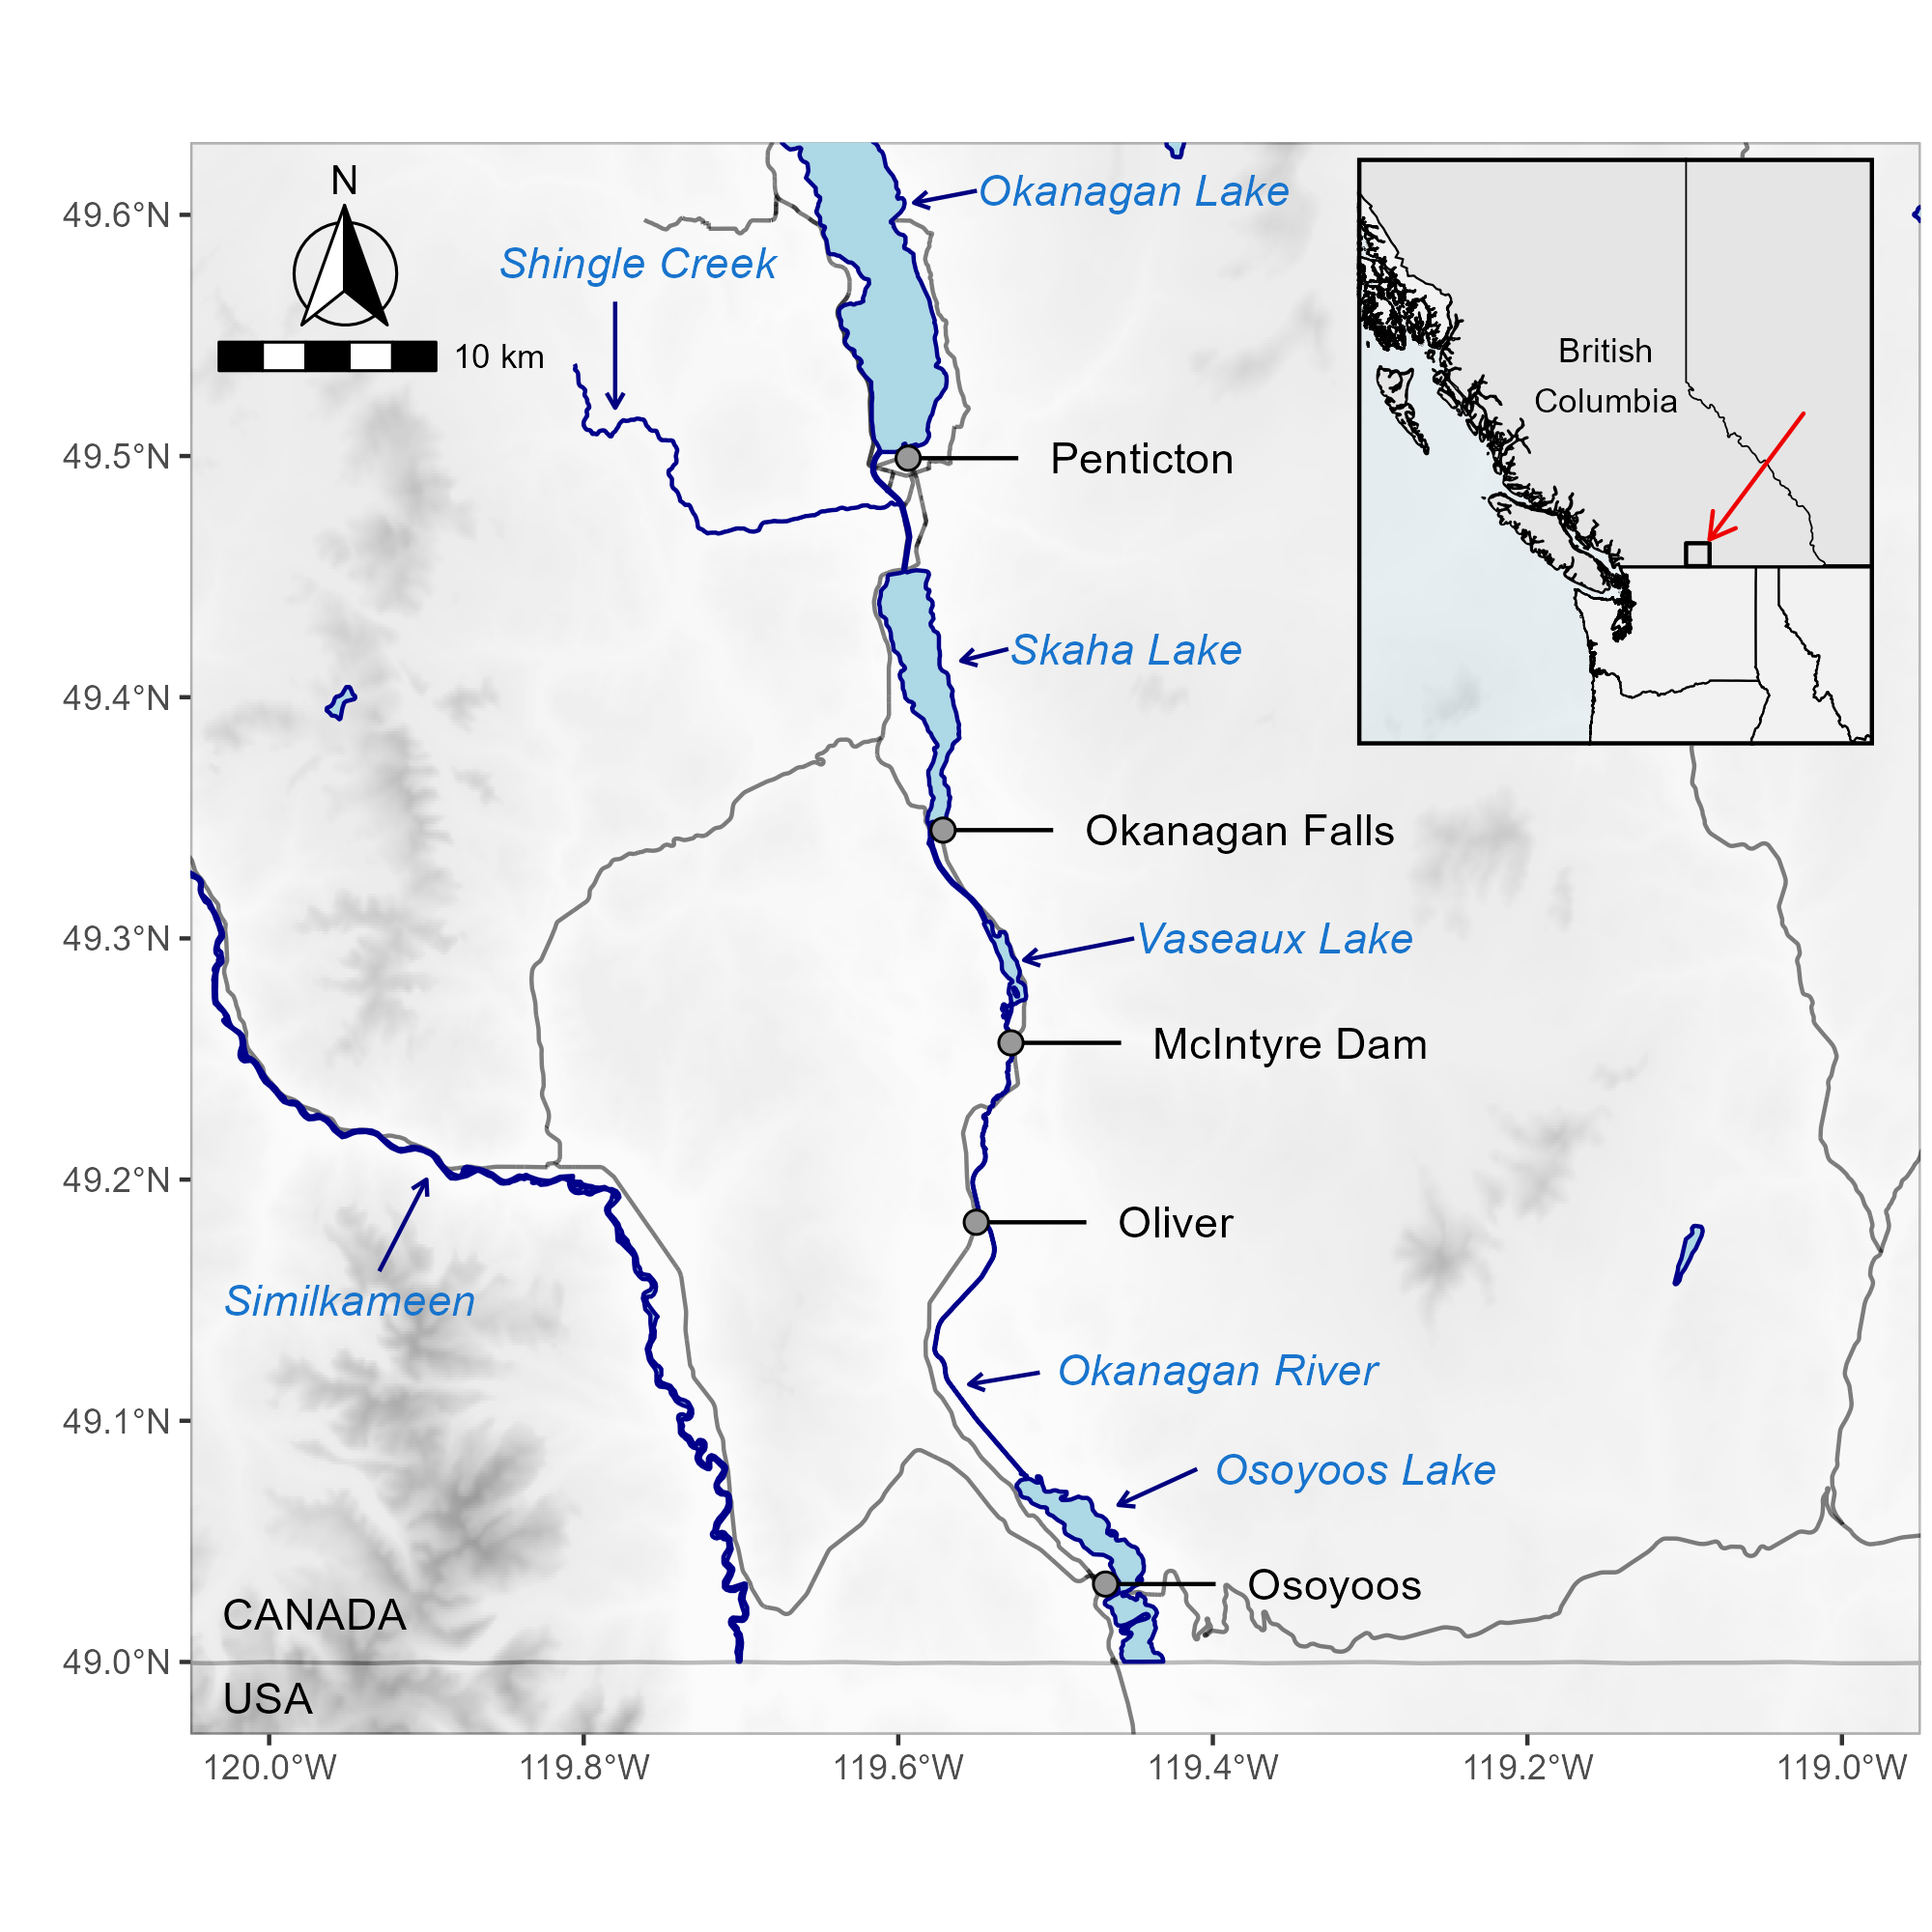 N
10 km
49.6°N
49.5°N
49.4°N
49.3°N
49.2°N
49.1°N
49.0°N
Okanagan Lake
Shingle Creek
British
Columbia
Penticton
Skaha Lake
Okanagan Falls
Vaseaux Lake
McIntyre Dam
Oliver
Similkameen
Okanagan River
Osoyoos Lake
Osoyoos
CANADA
USA
120.0°W
119.8°W
119.6°W
119.4°W
119.2°W
119.0°W